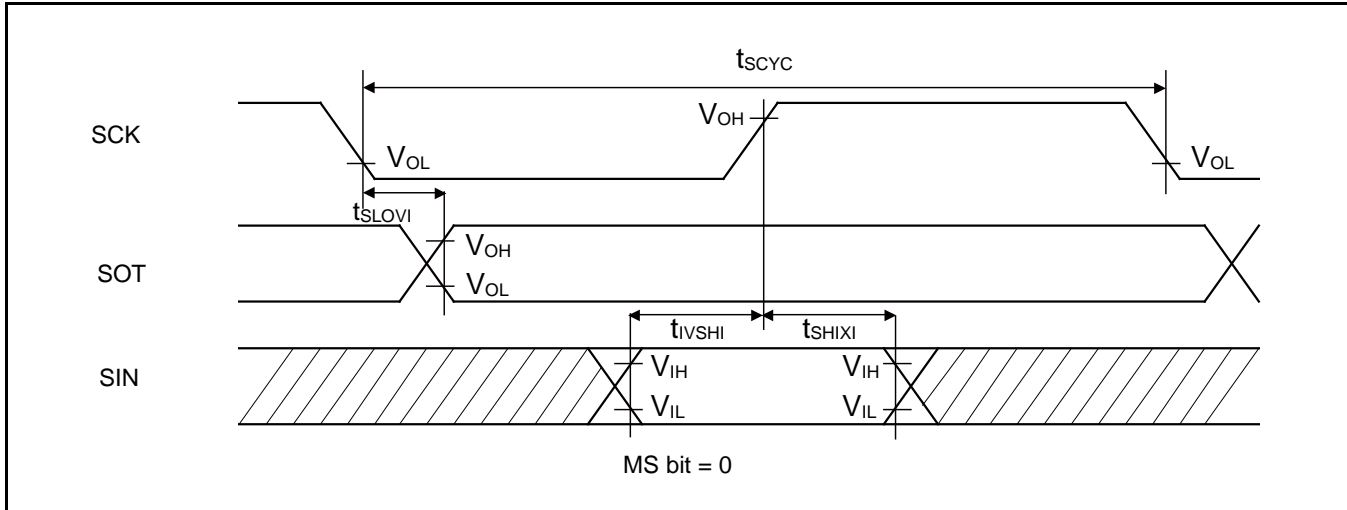 tSCYC
SCK
VOH
VOL
VOL
tSLOVI
SOT
VOH
VOL
tIVSHI
tSHIXI
SIN
VIH
VIH
VIL
VIL
MS bit = 0